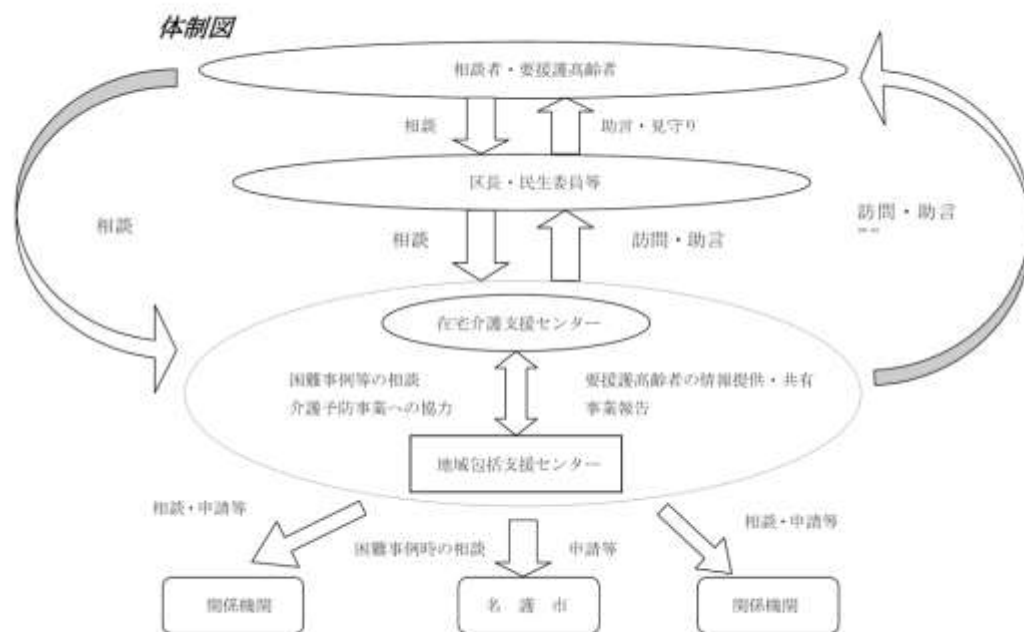 体制図
相談者・要援護高齢者
相談
助言・見守り
区長・民生委員等
相談
相談
訪問・助言
訪問・助言
在宅介護支援センター
困難事例等の相談
介護予防事業への協力
要援護高齢者の情報提供・共有
事業報告
地域包括支援センター
相談・申請等
相談・申請等
困難事例時の相談
申請等
関係機関
名 護 市
関係機関